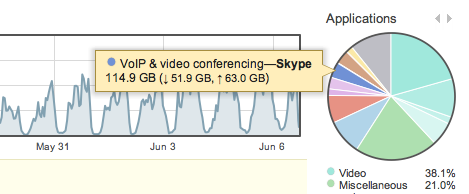 Applications
VoIP & video conferencing—Skype
114.9 GB (↓ 51.9 GB, ↑ 63.0 GB)
May 31
Jun 3
Jun 6
Video 38.1%
Miscellaneous 21.0%